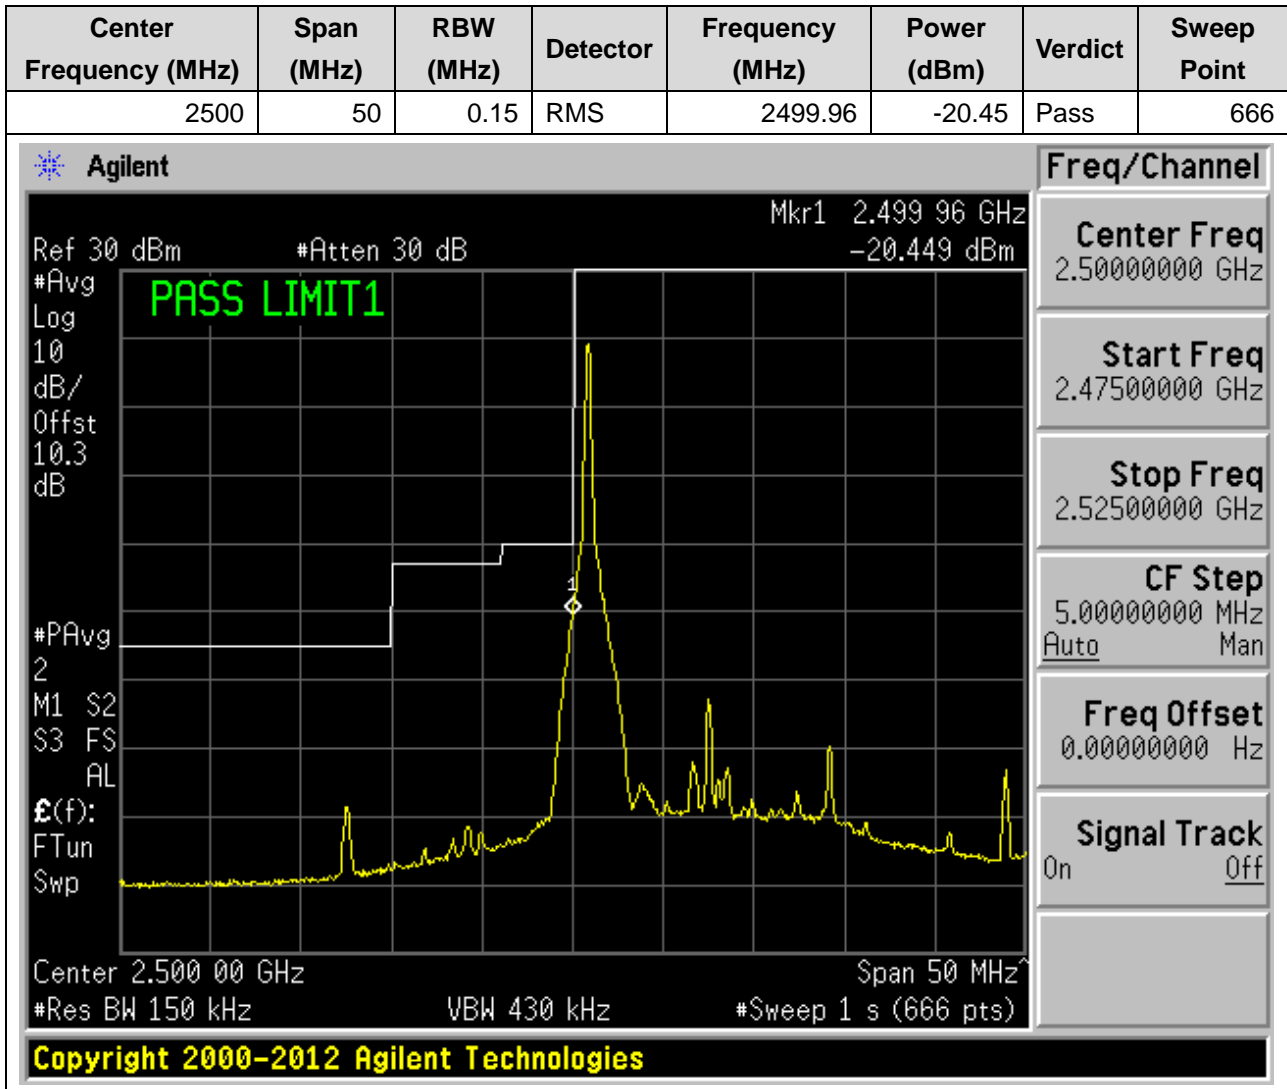 Center Frequency (MHz) Span (MHz) RBW (MHz) Detector Frequency (MHz) Power (dBm) Verdict Sweep Point
2500 50 0.15 RMS 2499.96 -20.45 Pass 666
Agilent
Freq/Channel
Mkr1 2.499 96 GHz
Ref 30 dBm #Atten 30 dB -20.449 dBm
#Avg
Log
10
dB/
Offst
10.3
dB
PASS LIMIT1
1
#PAvg
2
M1 S2
S3 FS
AL
£(f):
FTun
Swp
Center 2.500 00 GHz Span 50 MHz^
#Res BW 150 kHz VBW 430 kHz #Sweep 1 s (666 pts)
Center Freq
2.50000000 GHz
Start Freq
2.47500000 GHz
Stop Freq
2.52500000 GHz
CF Step
5.00000000 MHz
Auto Man
Freq Offset
0.00000000 Hz
Signal Track
On Off
Copyright 2000-2012 Agilent Technologies